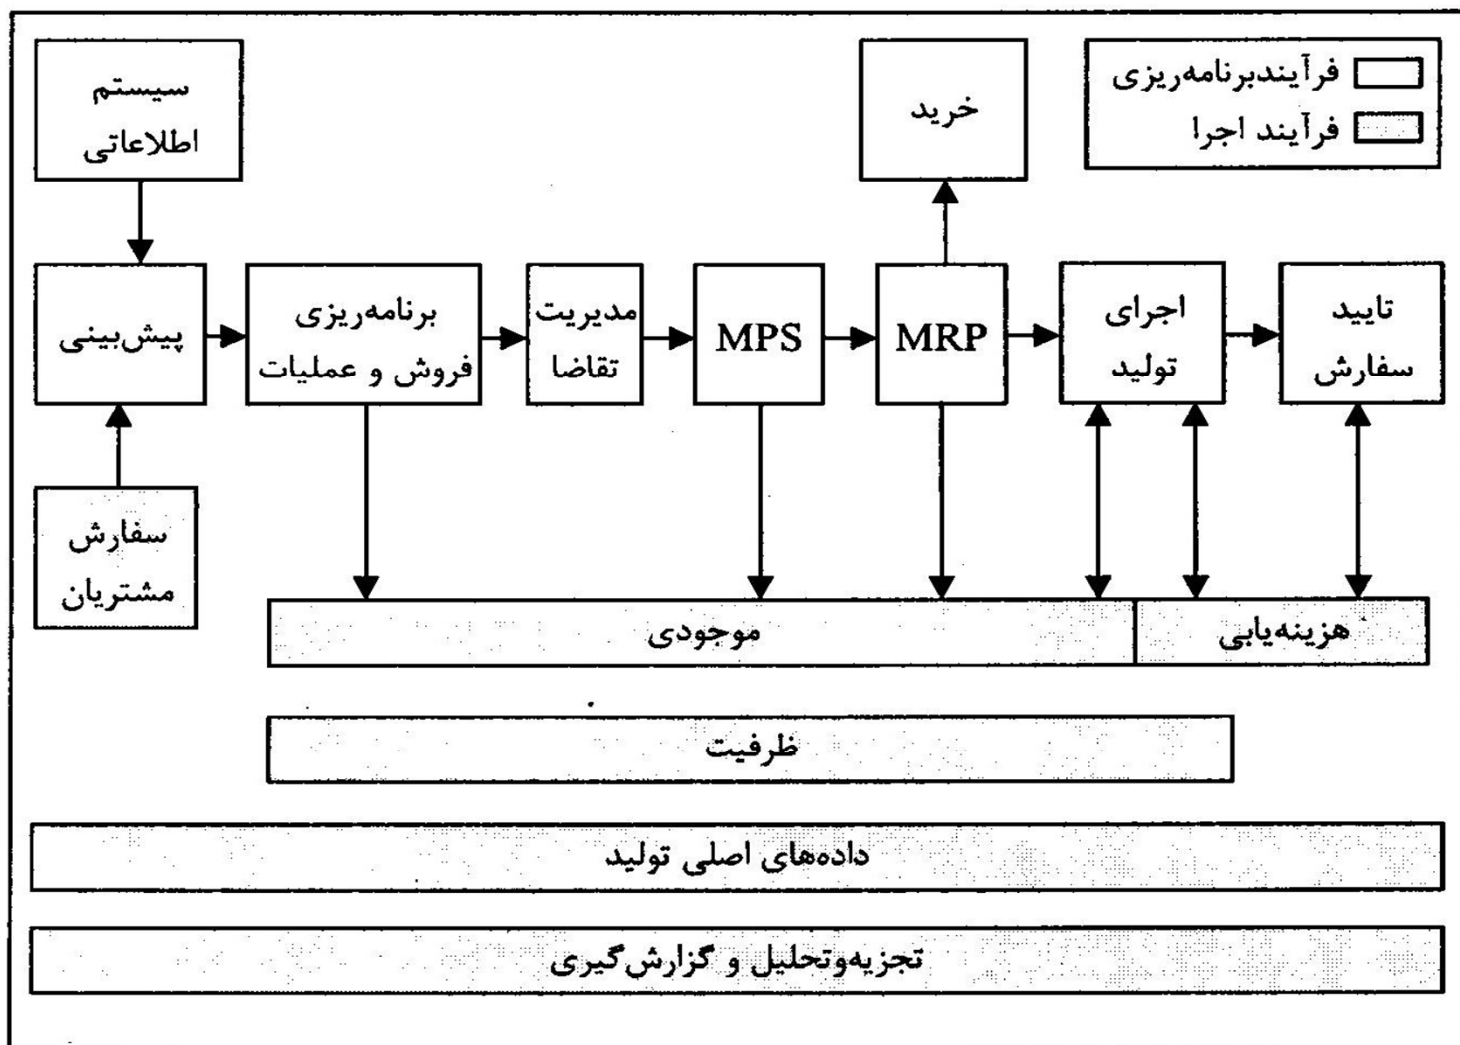 سیستم
اطلاعاتی
خرید
فرآیندبرنامه‌ریزی
فرآیند اجرا
پیش‌بینی
برنامه‌ریزی
فروش و عملیات
مدیریت
تقاضا
MPS
MRP
اجرای
تولید
تایید
سفارش
سفارش
مشتریان
موجودی
هزینه‌یابی
ظرفیت
داده‌های اصلی تولید
تجزیه‌وتحلیل و گزارش‌گیری